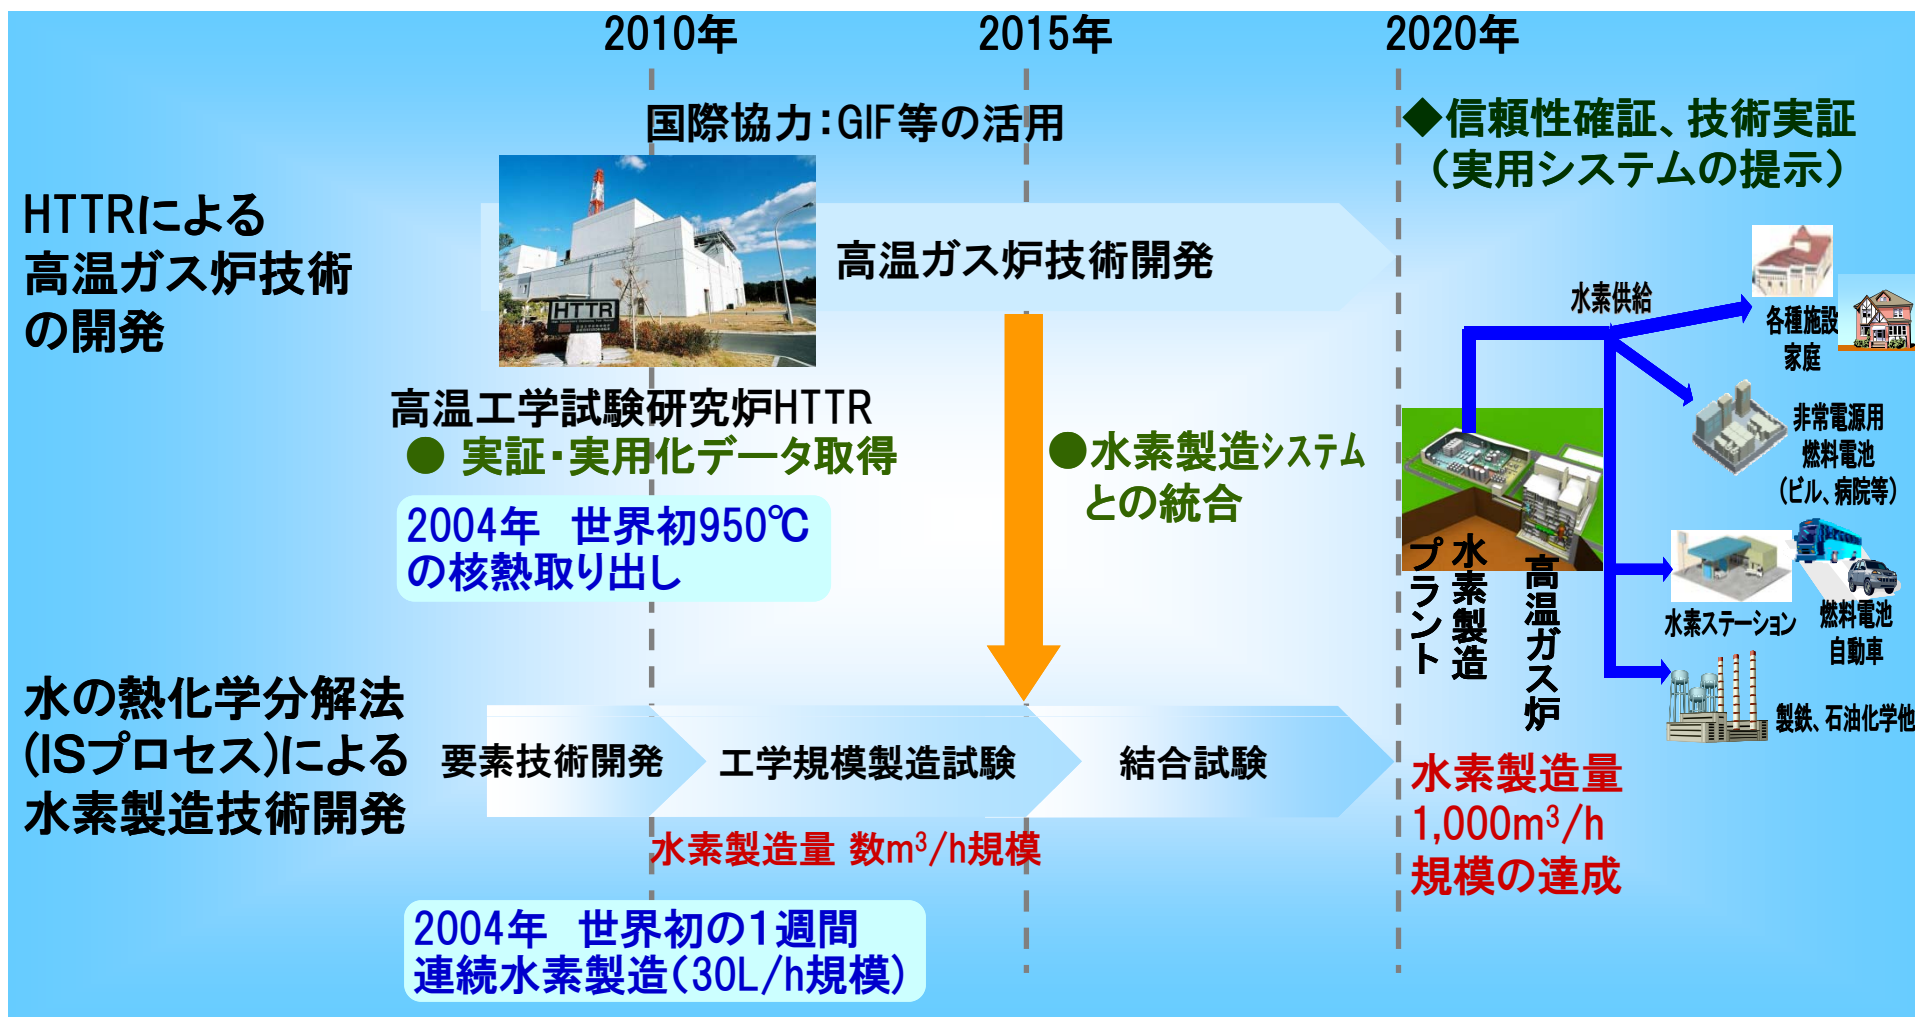 2010年
2015年
2020年
国際協力：GIF等の活用
◆信頼性確証、技術実証
（実用システムの提示）
HTTRによる
高温ガス炉技術
の開発
HTTR
高温ガス炉技術開発
高温工学試験研究炉HTTR
● 実証・実用化データ取得
2004年　世界初950℃
の核熱取り出し
●水素製造システム
との統合
水素供給
各種施設
家庭
非常電源用
燃料電池
（ビル、病院等）
水素製造
プラント
高温ガス炉
水素ステーション
燃料電池
自動車
製鉄、石油化学他
水の熱化学分解法
(ISプロセス)による
水素製造技術開発
要素技術開発
工学規模製造試験
結合試験
水素製造量 数m³/h規模
水素製造量
1,000m³/h
規模の達成
2004年　世界初の１週間
連続水素製造（30L/h規模）